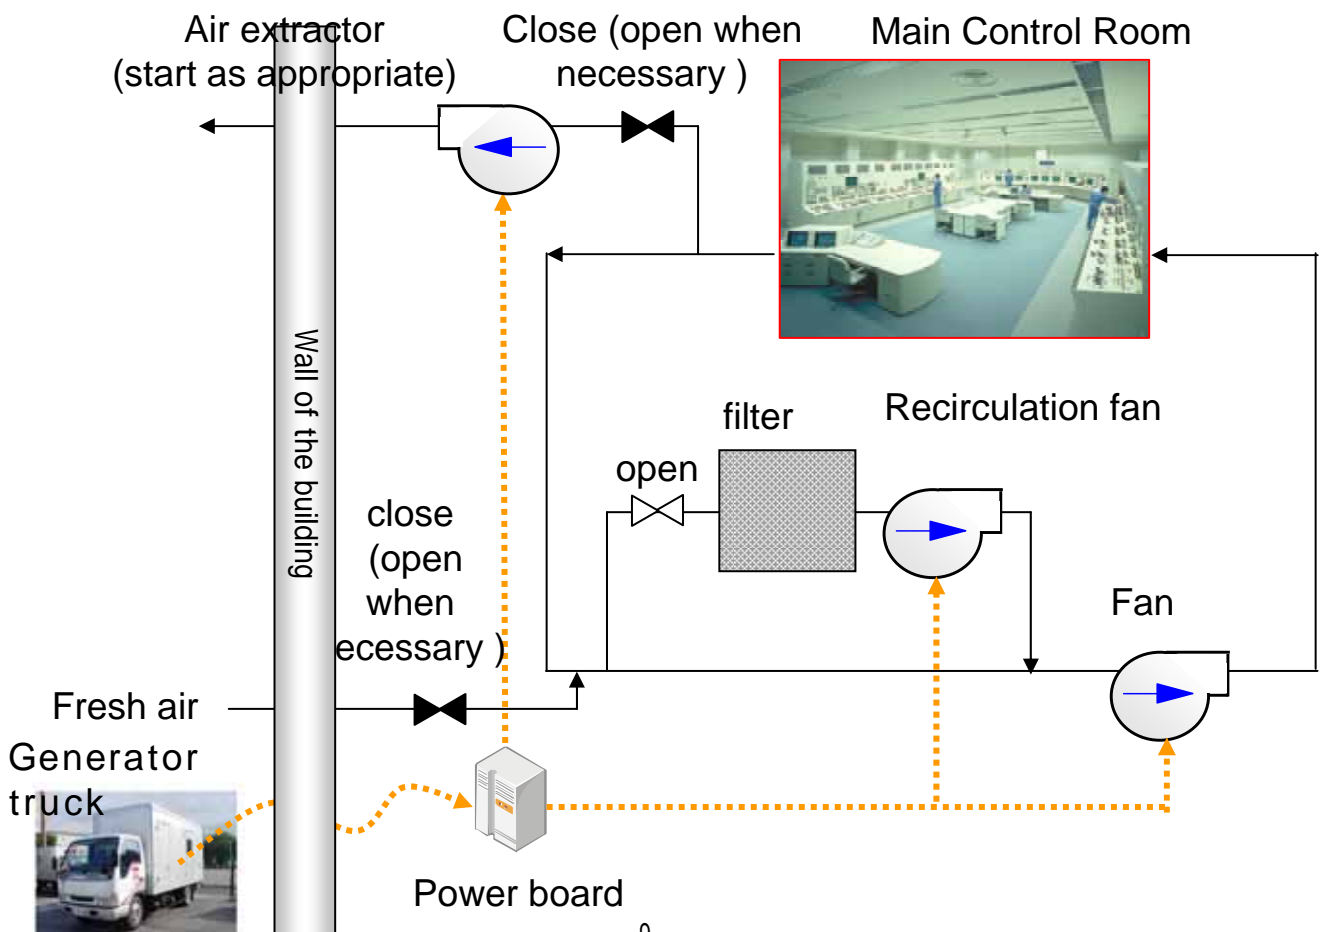 Air extractor
(start as appropriate)
Close (open when
necessary )
Main Control Room
Wall of the building
filter
Recirculation fan
open
close
(open
when
ecessary )
Fan
Fresh air
Generator
truck
Power board